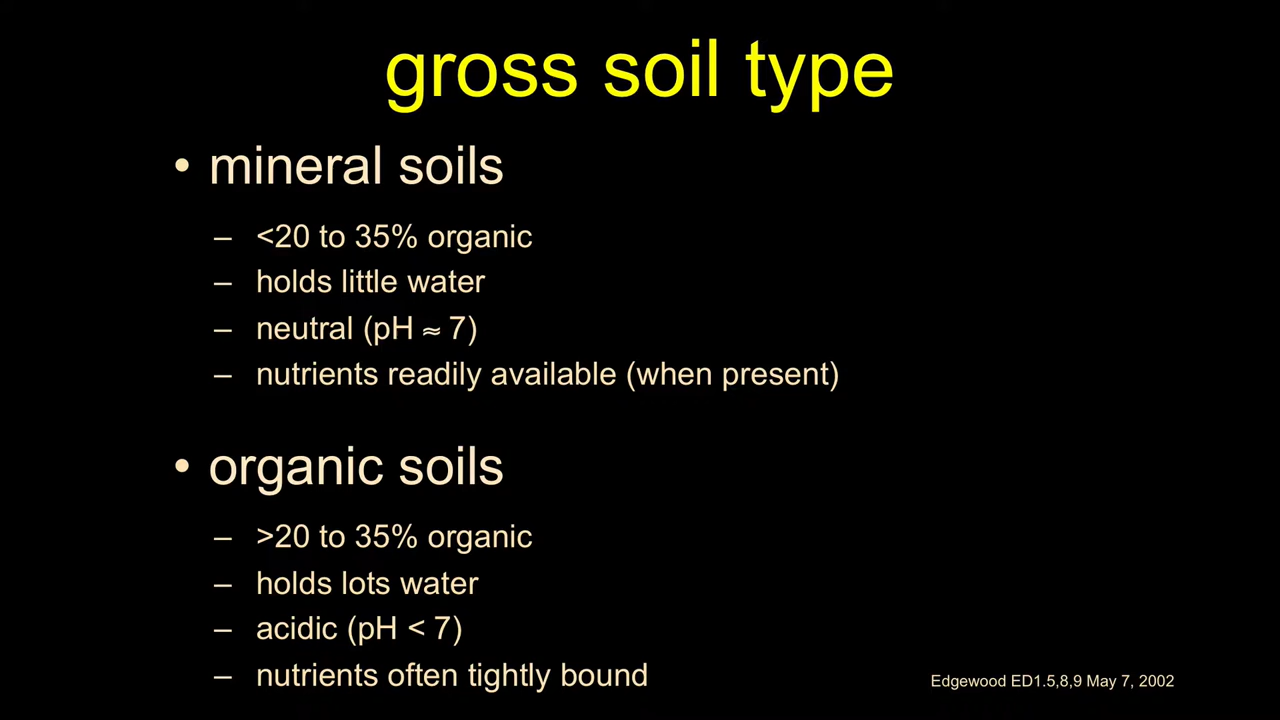 gross soil type
• mineral soils
– <20 to 35% organic
– holds little water
– neutral (pH ≈ 7)
– nutrients readily available (when present)
• organic soils
– >20 to 35% organic
– holds lots water
– acidic (pH < 7)
– nutrients often tightly bound
Edgewood ED1.5,8,9 May 7, 2002